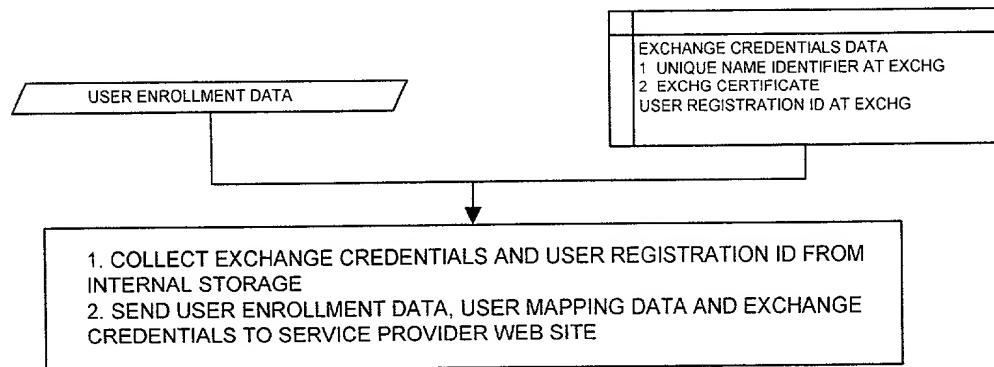 USER ENROLLMENT DATA
EXCHANGE CREDENTIALS DATA
1 UNIQUE NAME IDENTIFIER AT EXCHG
2 EXCHG CERTIFICATE
USER REGISTRATION ID AT EXCHG
1. COLLECT EXCHANGE CREDENTIALS AND USER REGISTRATION ID FROM
INTERNAL STORAGE
2. SEND USER ENROLLMENT DATA, USER MAPPING DATA AND EXCHANGE
CREDENTIALS TO SERVICE PROVIDER WEB SITE